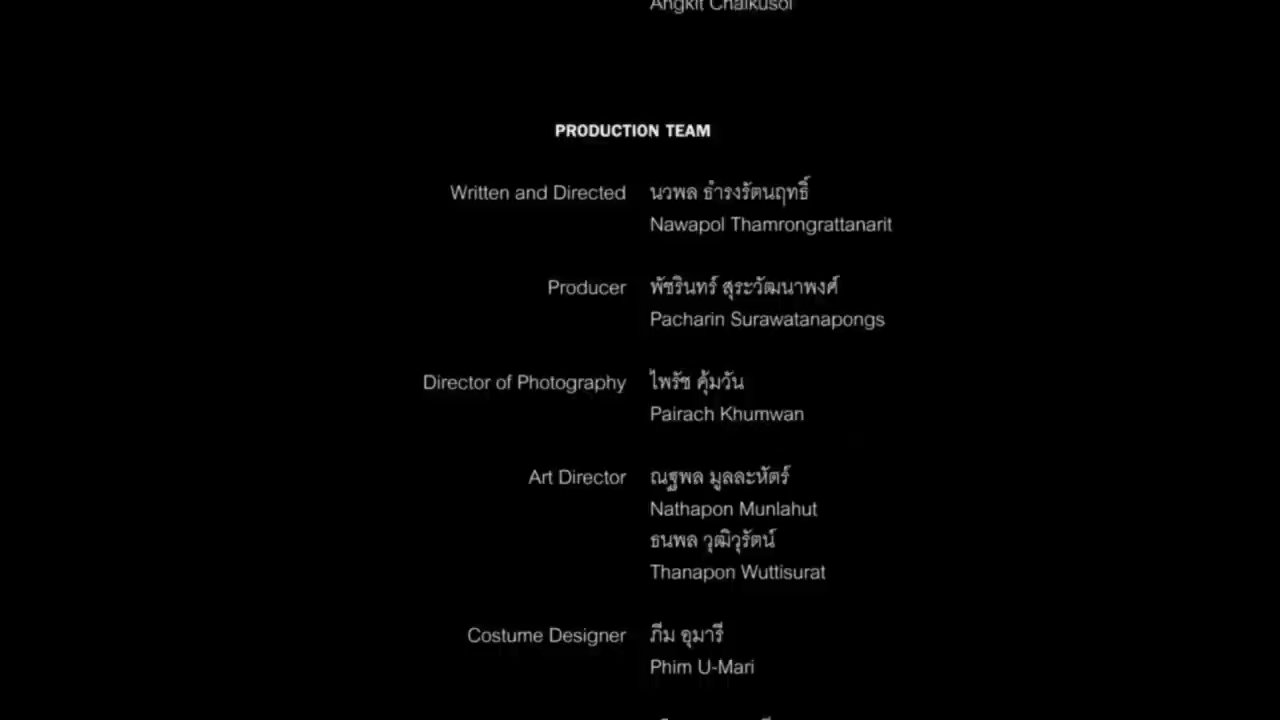 Angkit Chaikusol
PRODUCTION TEAM
Written and Directed นวพล ธำรงรัตนฤทธิ์
Nawapol Thamrongrattanarit
Producer พัชรินทร์ สุระวัฒนาพงศ์
Pacharin Surawatanapongs
Director of Photography ไพรัช คุ้มวัน
Pairach Khumwan
Art Director ณฐพล มูลละหัตร์
Nathapon Munlahut
ธนพล วุฒิวุรัตน์
Thanapon Wuttisurat
Costume Designer ภีม อุมารี
Phim U-Mari